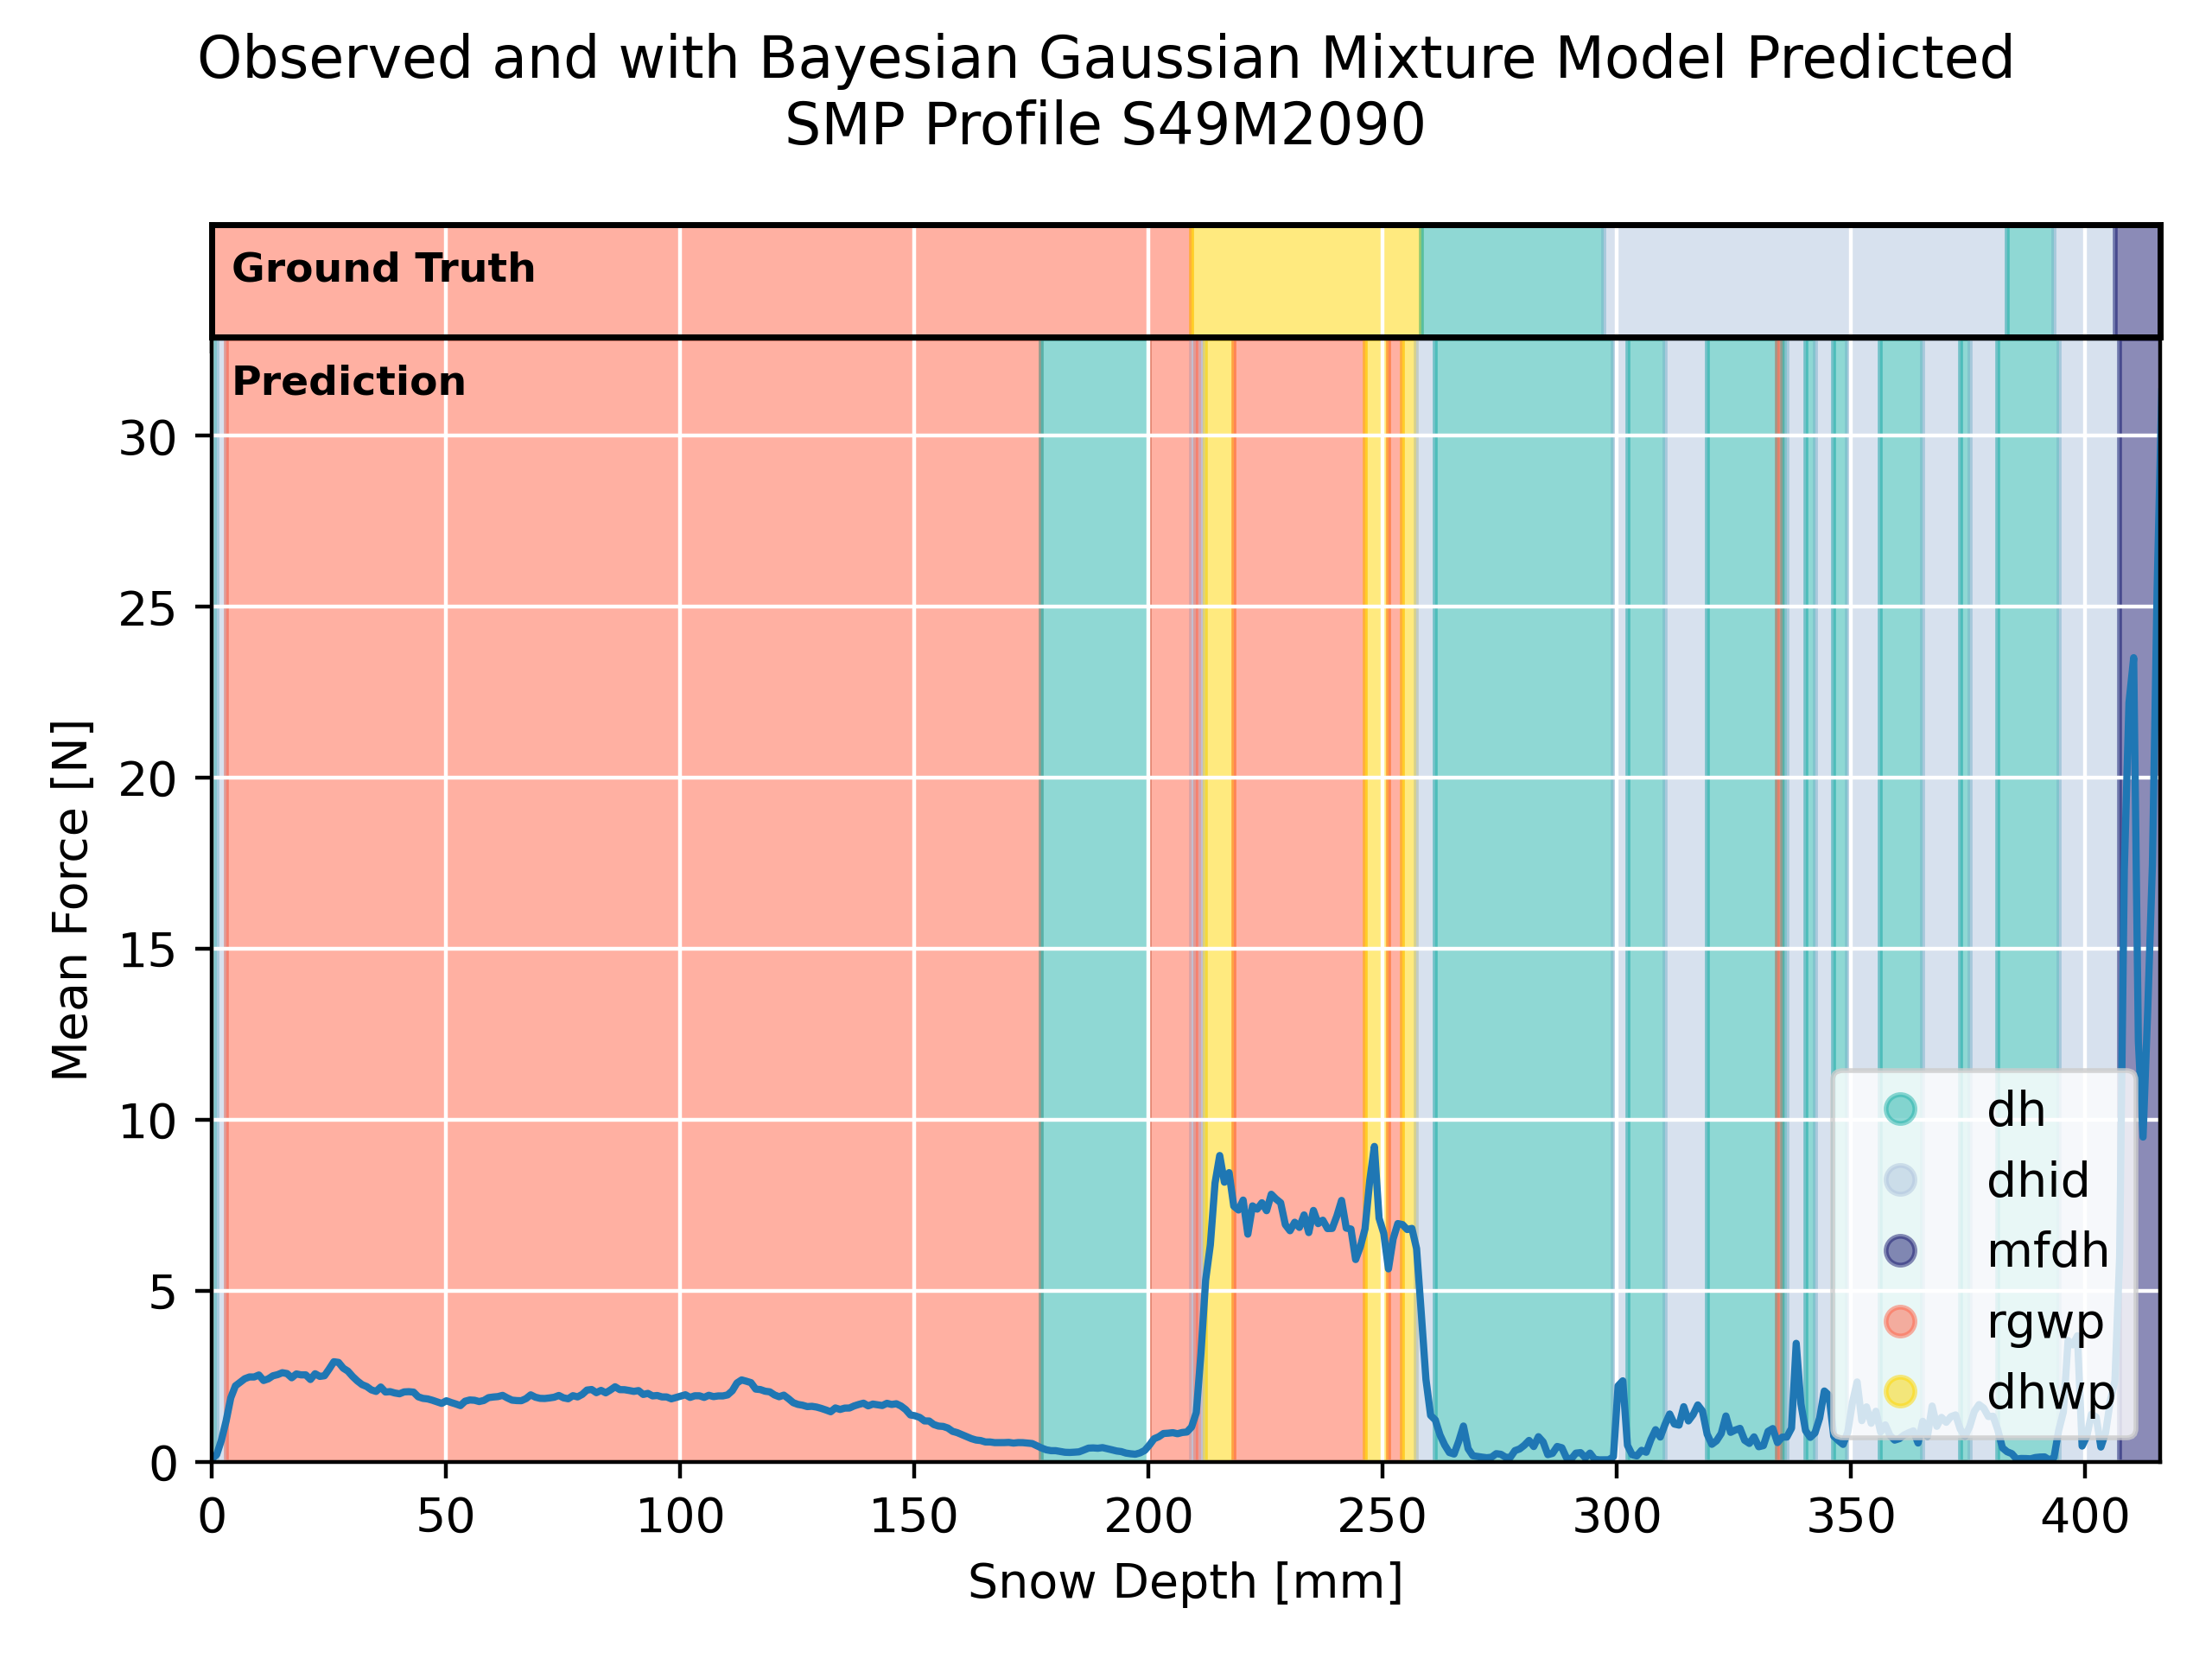 Observed and with Bayesian Gaussian Mixture Model Predicted
SMP Profile S49M2090
Ground Truth
Prediction
30
25
20
15
10
5
0
Mean Force [N]
dh
dhid
mfdh
rgwp
dhwp
0 50 100 150 200 250 300 350 400
Snow Depth [mm]